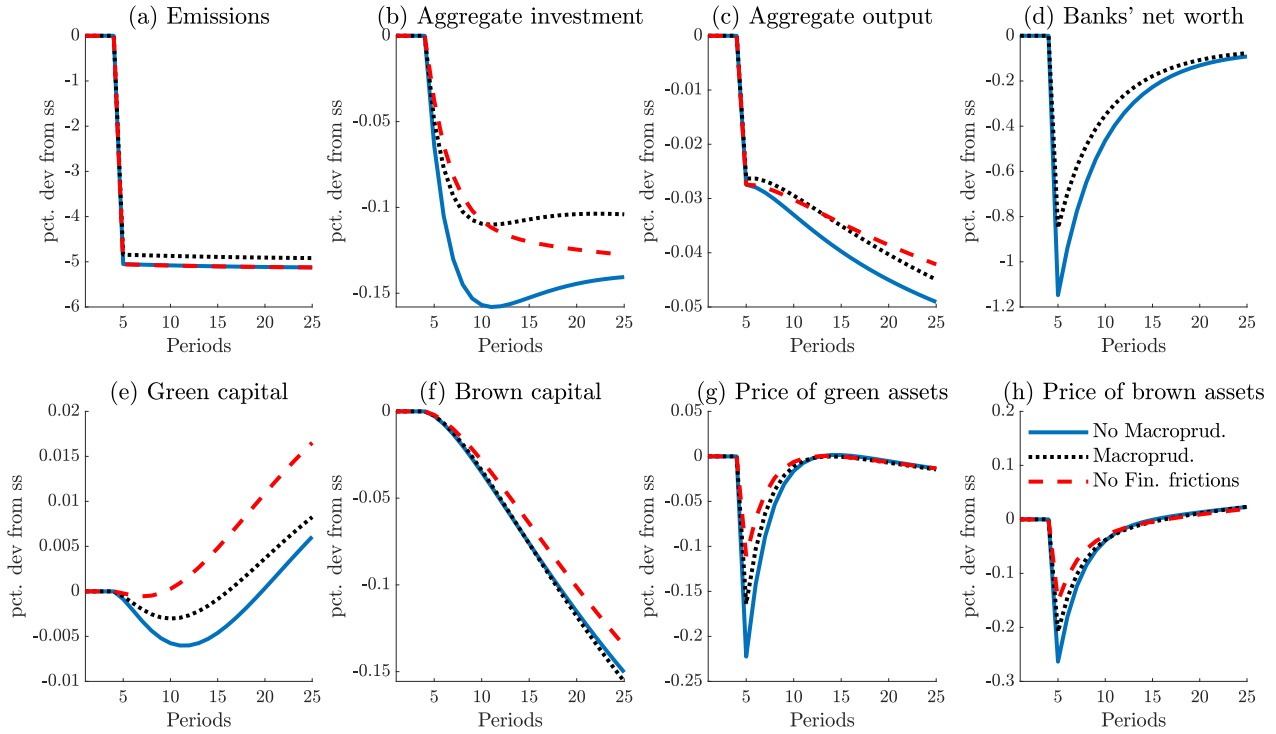 (a) Emissions
(b) Aggregate investment
(c) Aggregate output
(d) Banks' net worth
pct. dev from ss
0
-1
-2
-3
-4
-5
-6
5 10 15 20 25
Periods
pct. dev from ss
0
-0.05
-0.1
-0.15
5 10 15 20 25
Periods
pct. dev from ss
0
-0.01
-0.02
-0.03
-0.04
-0.05
5 10 15 20 25
Periods
pct. dev from ss
0
-0.2
-0.4
-0.6
-0.8
-1
-1.2
5 10 15 20 25
Periods
(e) Green capital
(f) Brown capital
(g) Price of green assets
(h) Price of brown assets
pct. dev from ss
0.02
0.015
0.01
0.005
0
-0.005
-0.01
5 10 15 20 25
Periods
pct. dev from ss
0
-0.05
-0.1
-0.15
5 10 15 20 25
Periods
pct. dev from ss
0.05
0
-0.05
-0.1
-0.15
-0.2
-0.25
5 10 15 20 25
Periods
pct. dev from ss
0.2
0.1
0
-0.1
-0.2
-0.3
No Macroprud.
Macroprud.
No Fin. frictions
5 10 15 20 25
Periods